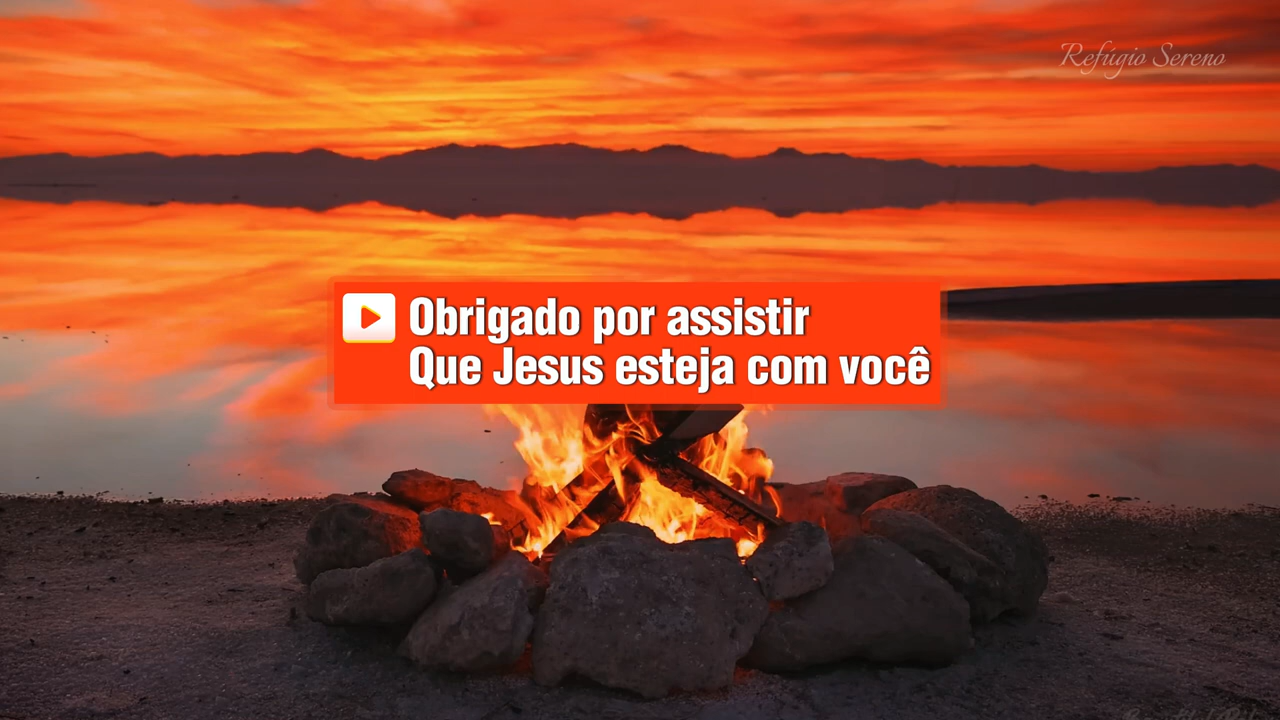 Refúgio Sereno
Obrigado por assistir
Que Jesus esteja com você